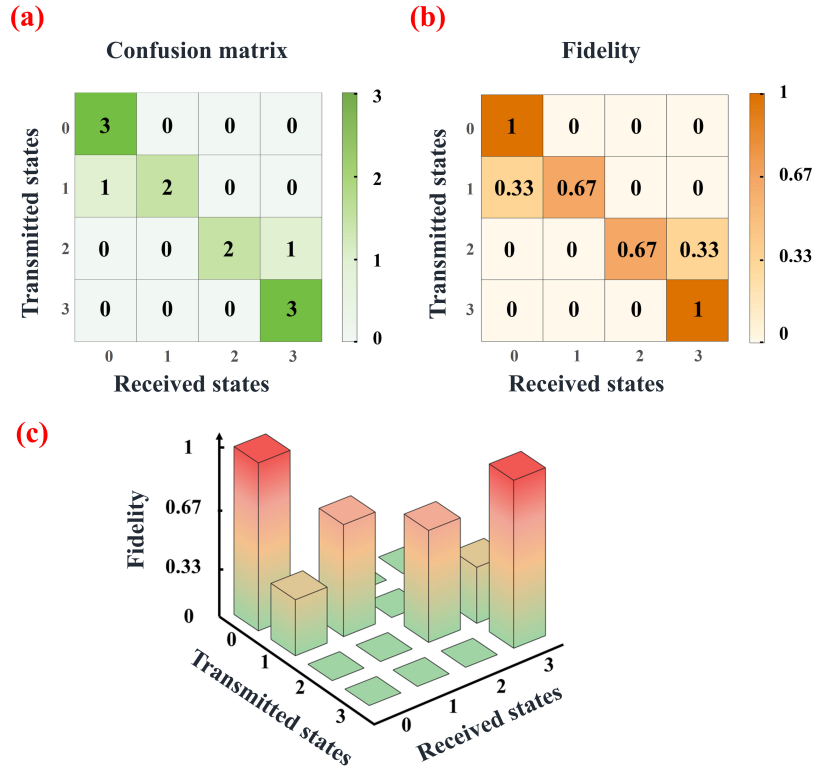 (a)
(b)
Confusion matrix
Fidelity
Transmitted states
0 3 0 0 0
1 1 2 0 0
2 0 0 2 1
3 0 0 0 3
0 1 2 3
Received states
3
2
1
0
Transmitted states
0 1 0 0 0
1 0.33 0.67 0 0
2 0 0 0.67 0.33
3 0 0 0 1
0 1 2 3
Received states
1
0.67
0.33
0
(c)
Fidelity
1
0.67
0.33
0
0
1
2
3
Transmitted states
0
1
2
3
Received states